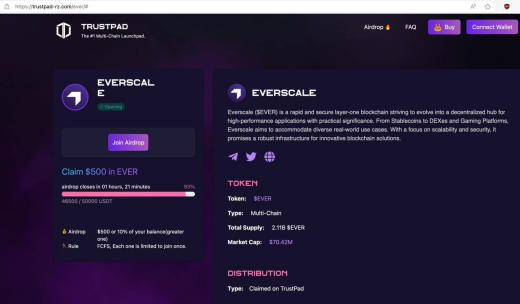 https://trustpad-rz.com/ever/#
TRUSTPAD
The #1 Multi-Chain Launchpad.
Airdrop
FAQ
Buy
Connect Wallet
EVERSCAL
E
Opening
Join Airdrop
Claim $500 in EVER
airdrop closes in 01 hours, 21 minutes
93%
46500 / 50000 USDT
Airdrop
$500 or 10% of your balance(greater
one)
Rule
FCFS, Each one is limited to join once.
EVERSCALE
Everscale ($EVER) is a rapid and secure layer-one blockchain striving to evolve into a decentralized hub for
high-performance applications with practical significance. From Stablecoins to DEXes and Gaming Platforms,
Everscale aims to accommodate diverse real-world use cases. With a focus on scalability and security, it
promises a robust infrastructure for innovative blockchain solutions.
TOKEN
Token: $EVER
Type: Multi-Chain
Total Supply: 2.11B $EVER
Market Cap: $70.42M
DISTRIBUTION
Type: Claimed on TrustPad